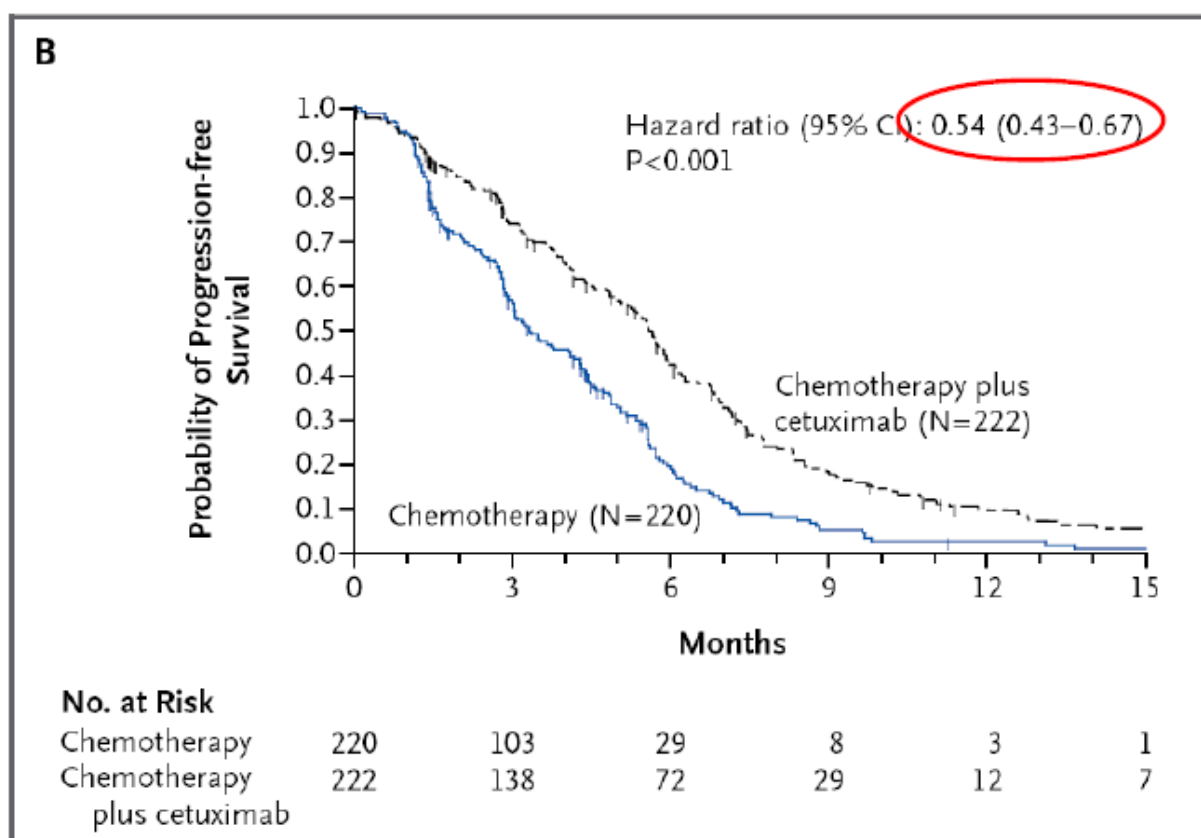 B
Hazard ratio (95% CI): 0.54 (0.43–0.67)
P<0.001
Probability of Progression-free
Survival
1.0
0.9
0.8
0.7
0.6
0.5
0.4
0.3
0.2
0.1
0.0
Chemotherapy plus
cetuximab (N=222)
Chemotherapy (N=220)
0 3 6 9 12 15
Months
No. at Risk
Chemotherapy 220 103 29 8 3 1
Chemotherapy 222 138 72 29 12 7
plus cetuximab